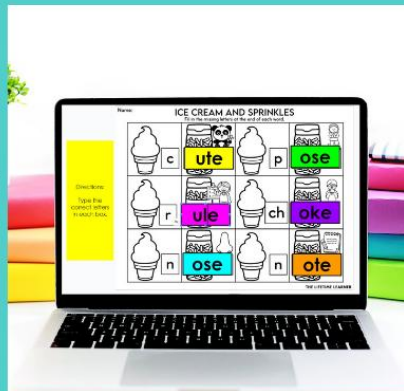 Name:
ICE CREAM AND SPRINKLES
Fill in the missing letters at the end of each word.
Directions:
Type the
correct letters
in each box.
c ute p ose
r ule ch oke
n ose n ote
THE LIFETIME LEARNER